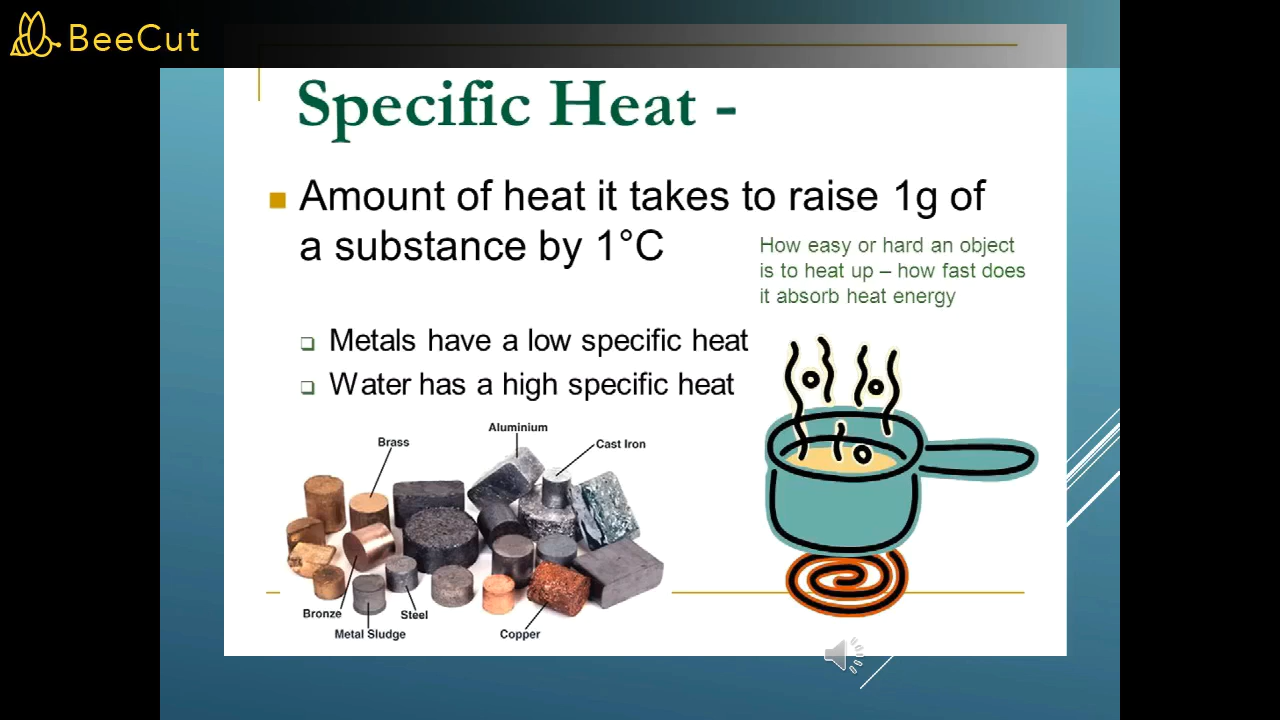 BeeCut
Specific Heat -
Amount of heat it takes to raise 1g of
a substance by 1°C
How easy or hard an object
is to heat up – how fast does
it absorb heat energy
Metals have a low specific heat
Water has a high specific heat
Brass
Aluminium
Cast Iron
Bronze
Metal Sludge
Steel
Copper